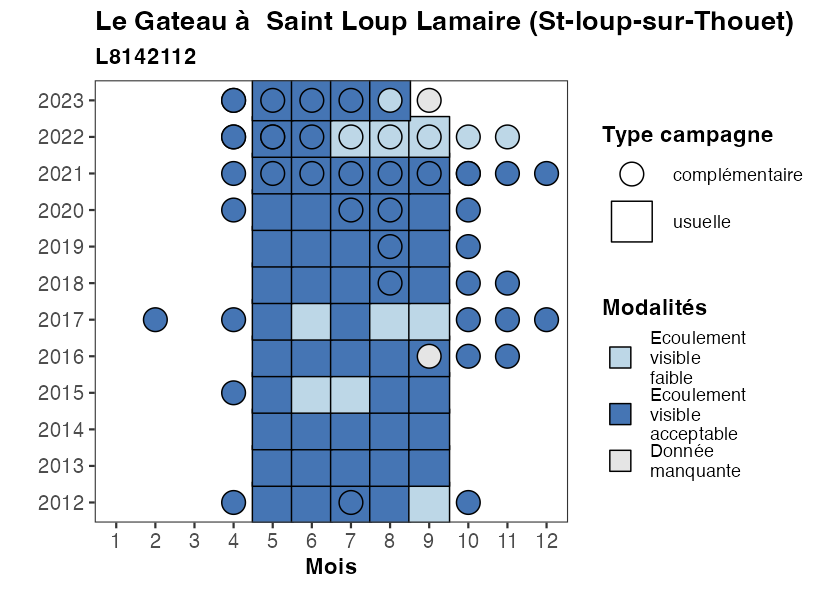 Le Gateau à  Saint Loup Lamaire (St-loup-sur-Thouet)
L8142112
2023
2022
2021
2020
2019
2018
2017
2016
2015
2014
2013
2012
1 2 3 4 5 6 7 8 9 10 11 12
Mois
Type campagne
complémentaire
usuelle
Modalités
Ecoulement
visible
faible
Ecoulement
visible
acceptable
Donnée
manquante